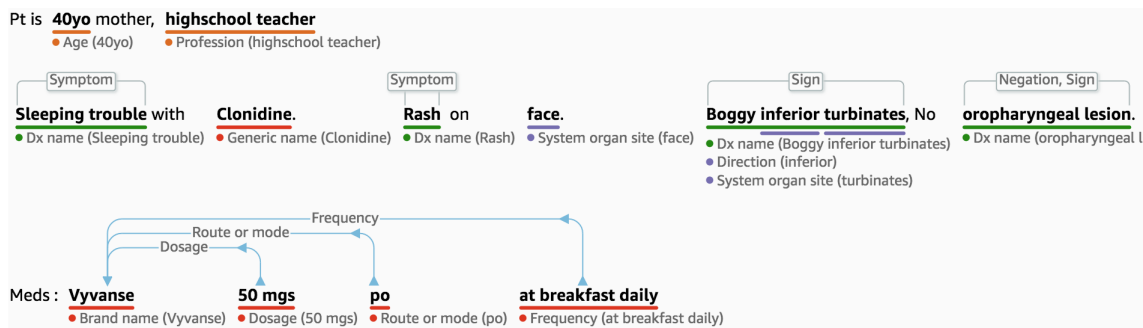 Pt is 40yo mother, highschool teacher
Age (40yo) Profession (highschool teacher)
Symptom Symptom Sign Negation, Sign
Sleeping trouble with Clonidine. Rash on face. Boggy inferior turbinates, No oropharyngeal lesion.
Dx name (Sleeping trouble) Generic name (Clonidine) Dx name (Rash) System organ site (face) Dx name (Boggy inferior turbinates) Dx name (oropharyngeal l
Direction (inferior)
System organ site (turbinates)
Frequency
Route or mode
Dosage
Meds : Vyvanse 50 mgs po at breakfast daily
Brand name (Vyvanse) Dosage (50 mgs) Route or mode (po) Frequency (at breakfast daily)